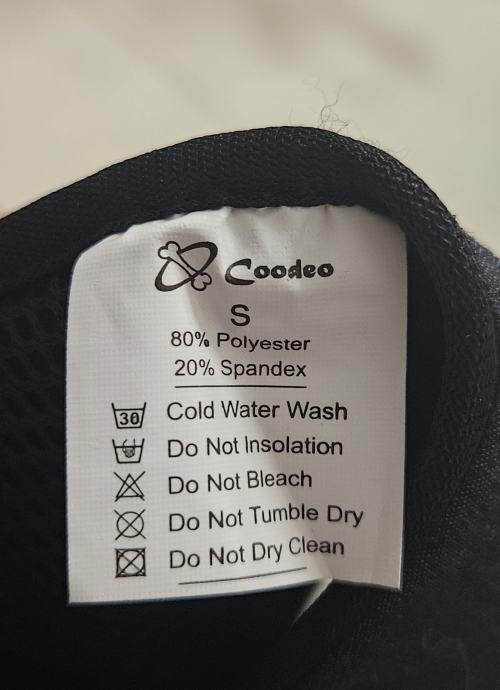 Coodeo
S
80% Polyester
20% Spandex
30 Cold Water Wash
Do Not Insolation
Do Not Bleach
Do Not Tumble Dry
Do Not Dry Clean